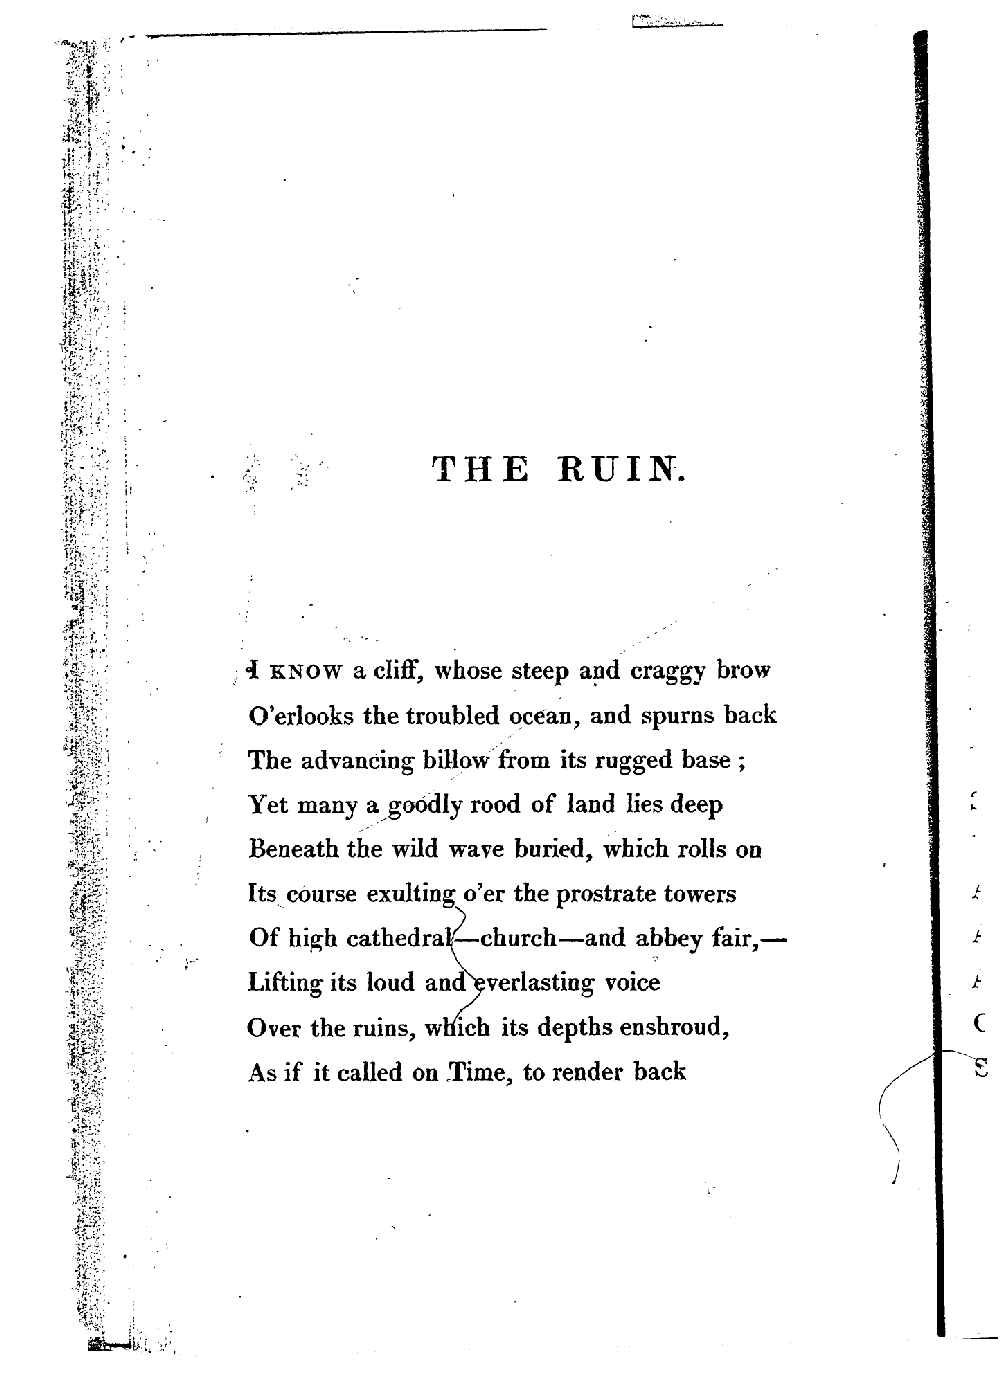 THE RUIN.
I KNOW a cliff, whose steep and craggy brow
O'erlooks the troubled ocean, and spurns back
The advancing billow from its rugged base ;
Yet many a goodly rood of land lies deep
Beneath the wild wave buried, which rolls on
Its course exulting o'er the prostrate towers
Of high cathedral—church—and abbey fair,—
Lifting its loud and everlasting voice
Over the ruins, which its depths enshroud,
As if it called on Time, to render back